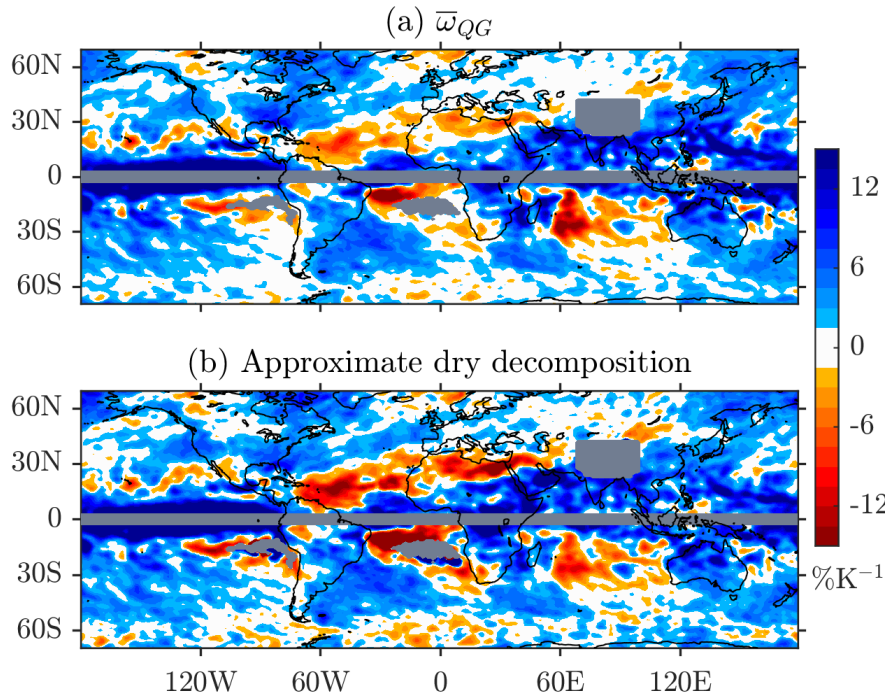 (a) ω̅_QG
60N
30N
0
30S
60S
(b) Approximate dry decomposition
60N
30N
0
30S
60S
120W 60W 0 60E 120E
12
6
0
-6
-12
%K⁻¹